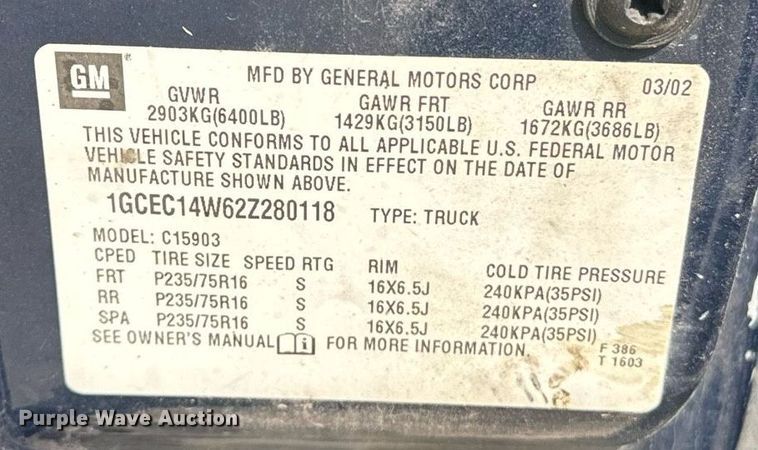 GM
MFD BY GENERAL MOTORS CORP 03/02
GVWR GAWR FRT GAWR RR
2903KG(6400LB) 1429KG(3150LB) 1672KG(3686LB)
THIS VEHICLE CONFORMS TO ALL APPLICABLE U.S. FEDERAL MOTOR
VEHICLE SAFETY STANDARDS IN EFFECT ON THE DATE OF
MANUFACTURE SHOWN ABOVE.
1GCEC14W62Z280118 TYPE: TRUCK
MODEL: C15903
CPED TIRE SIZE SPEED RTG RIM COLD TIRE PRESSURE
FRT P235/75R16 S 16X6.5J 240KPA(35PSI)
RR P235/75R16 S 16X6.5J 240KPA(35PSI)
SPA P235/75R16 S 16X6.5J 240KPA(35PSI)
SEE OWNER'S MANUAL i FOR MORE INFORMATION.
F 386
T 1603
Purple Wave Auction